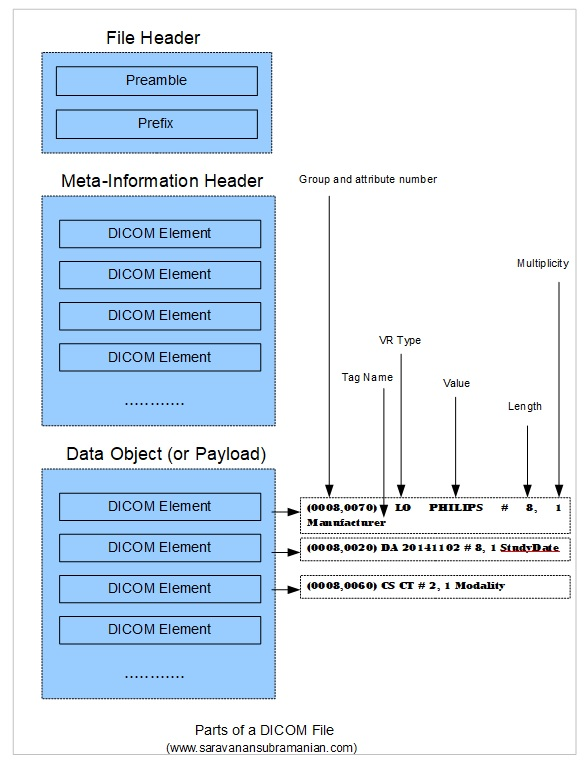 File Header
Preamble
Prefix
Meta-Information Header
DICOM Element
DICOM Element
DICOM Element
DICOM Element
............
Group and attribute number
Multiplicity
VR Type
Tag Name
Value
Length
Data Object (or Payload)
DICOM Element
DICOM Element
DICOM Element
DICOM Element
............
(0008,0070) LO PHILIPS # 8, 1
Manufacturer
(0008,0020) DA 20141102 # 8, 1 StudyDate
(0008,0060) CS CT # 2, 1 Modality
Parts of a DICOM File
(www.saravanansubramanian.com)